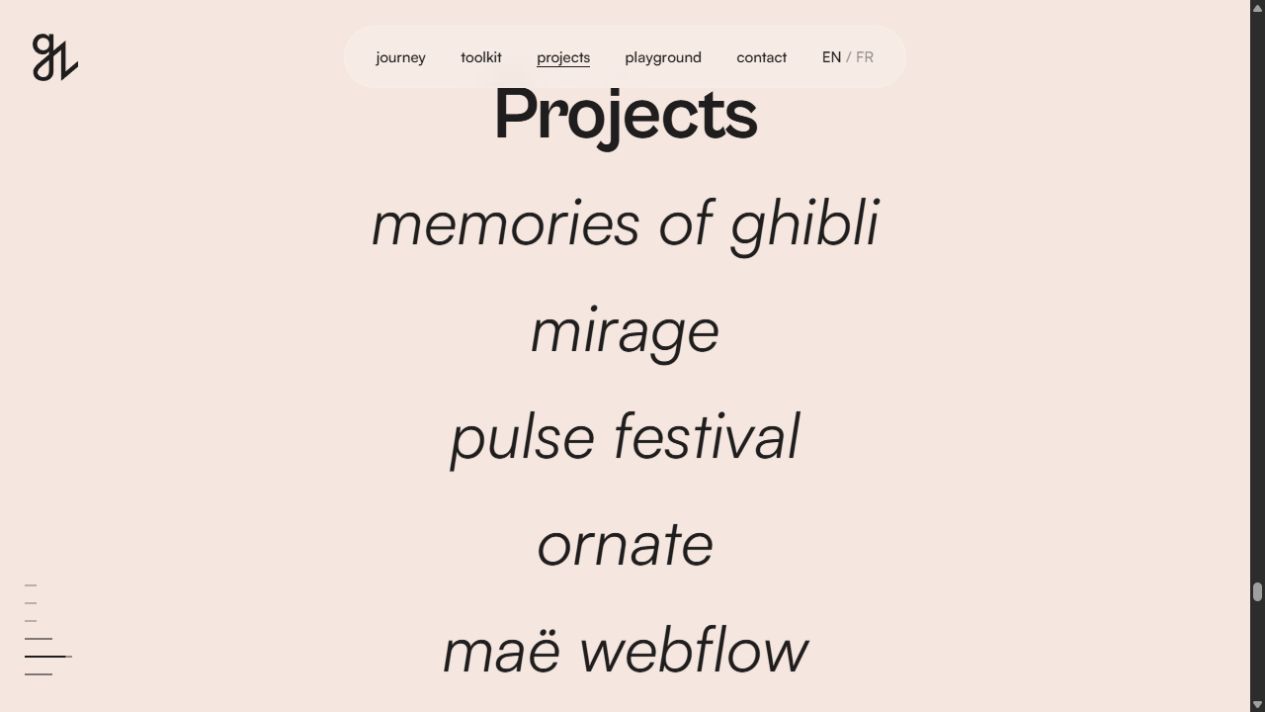 journey toolkit projects playground contact EN / FR
Projects
memories of ghibli
mirage
pulse festival
ornate
maë webflow